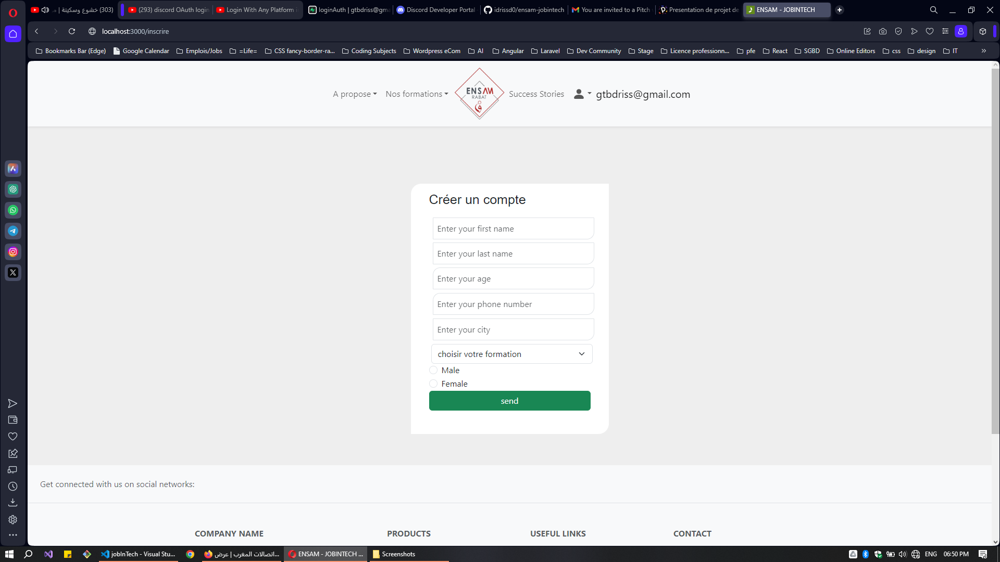 خشوع وسكينة | (303)
(293) discord OAuth login
Login With Any Platform i
loginAuth | gtbdriss@gma
Discord Developer Portal
idrissd0/ensam-jobintech
You are invited to a Pitch
Presentation de projet de
ENSAM - JOBINTECH
localhost:3000/inscrire
Bookmarks Bar (Edge)
Google Calendar
Emplois/Jobs
=Life=
CSS fancy-border-ra...
Coding Subjects
Wordpress eCom
AI
Angular
Laravel
Dev Community
Stage
Licence professionn...
pfe
React
SGBD
Online Editors
css
design
IT
A propose
Nos formations
ENSAM
RABAT
Success Stories
gtbdriss@gmail.com
Créer un compte
Enter your first name
Enter your last name
Enter your age
Enter your phone number
Enter your city
choisir votre formation
Male
Female
send
Get connected with us on social networks:
COMPANY NAME
PRODUCTS
USEFUL LINKS
CONTACT
jobInTech - Visual Stu...
اتصالات المغرب | عرض...
ENSAM - JOBINTECH ...
Screenshots
ENG
06:50 PM